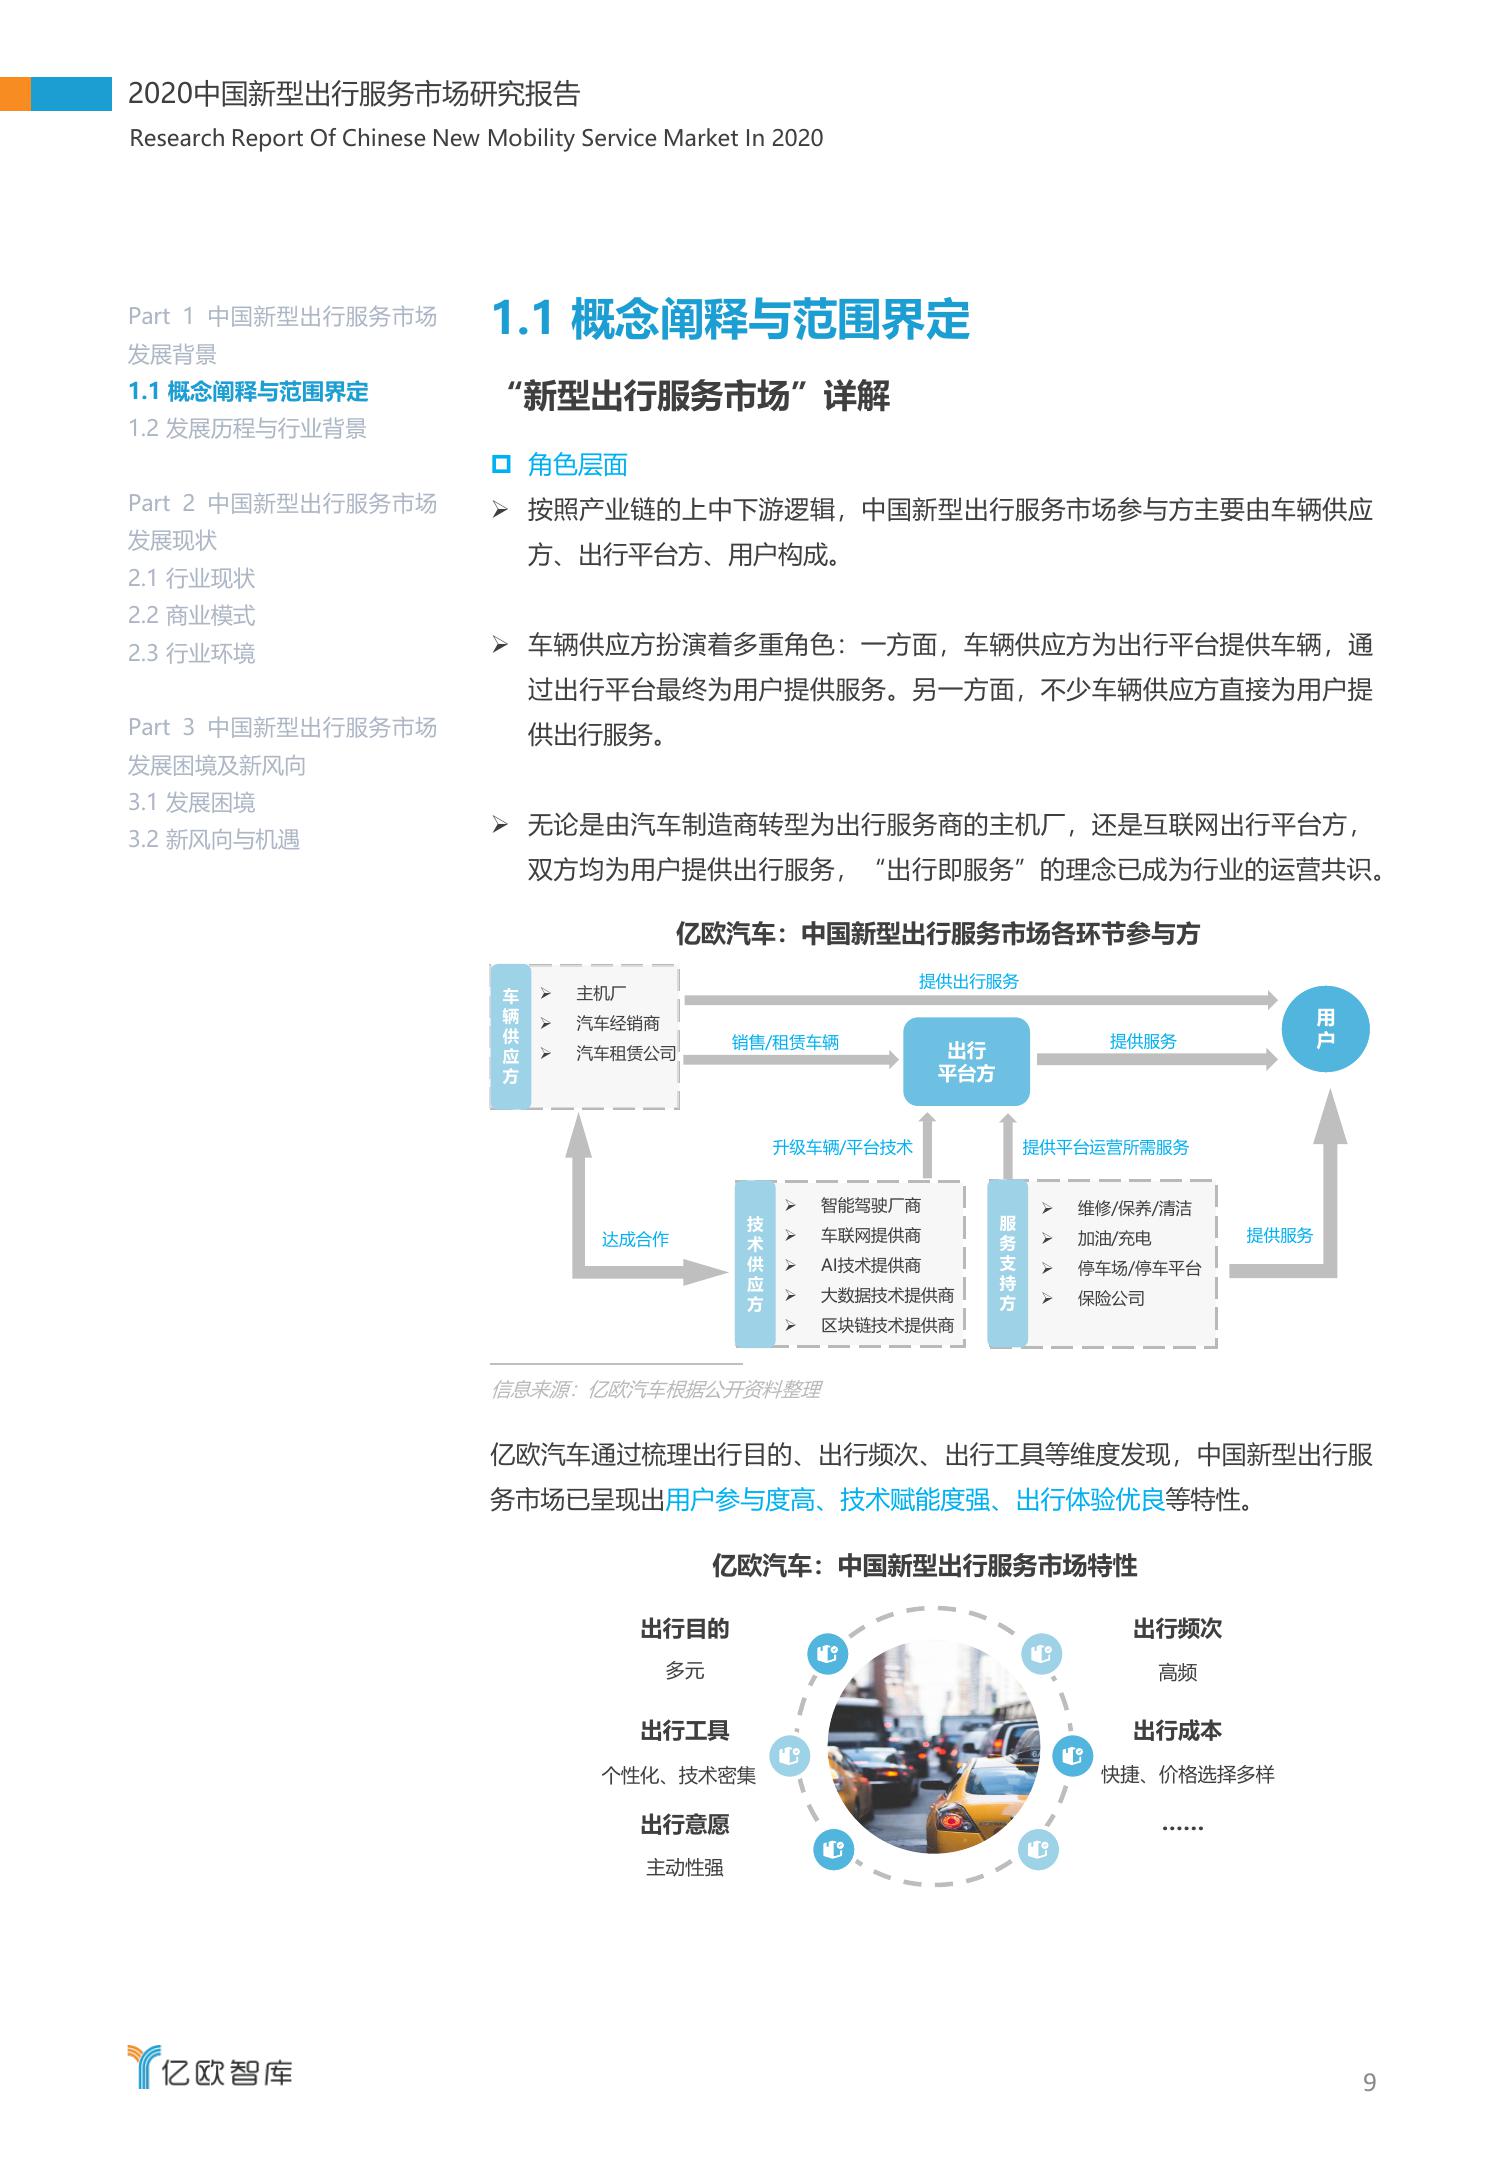 2020中国新型出行服务市场研究报告
Research Report Of Chinese New Mobility Service Market In 2020
Part 1 中国新型出行服务市场
发展背景
1.1 概念阐释与范围界定
1.2 发展历程与行业背景
Part 2 中国新型出行服务市场
发展现状
2.1 行业现状
2.2 商业模式
2.3 行业环境
Part 3 中国新型出行服务市场
发展困境及新风向
3.1 发展困境
3.2 新风向与机遇
1.1 概念阐释与范围界定
“新型出行服务市场”详解
角色层面
按照产业链的上中下游逻辑，中国新型出行服务市场参与方主要由车辆供应
方、出行平台方、用户构成。
车辆供应方扮演着多重角色：一方面，车辆供应方为出行平台提供车辆，通
过出行平台最终为用户提供服务。另一方面，不少车辆供应方直接为用户提
供出行服务。
无论是由汽车制造商转型为出行服务商的主机厂，还是互联网出行平台方，
双方均为用户提供出行服务，“出行即服务”的理念已成为行业的运营共识。
亿欧汽车：中国新型出行服务市场各环节参与方
车辆供应方
主机厂
汽车经销商
汽车租赁公司
提供出行服务
销售/租赁车辆
出行
平台方
提供服务
用户
升级车辆/平台技术
提供平台运营所需服务
达成合作
技术供应方
智能驾驶厂商
车联网提供商
AI技术提供商
大数据技术提供商
区块链技术提供商
服务支持方
维修/保养/清洁
加油/充电
停车场/停车平台
保险公司
提供服务
信息来源：亿欧汽车根据公开资料整理
亿欧汽车通过梳理出行目的、出行频次、出行工具等维度发现，中国新型出行服
务市场已呈现出用户参与度高、技术赋能度强、出行体验优良等特性。
亿欧汽车：中国新型出行服务市场特性
出行目的
多元
出行工具
个性化、技术密集
出行意愿
主动性强
出行频次
高频
出行成本
快捷、价格选择多样
……
亿欧智库
9